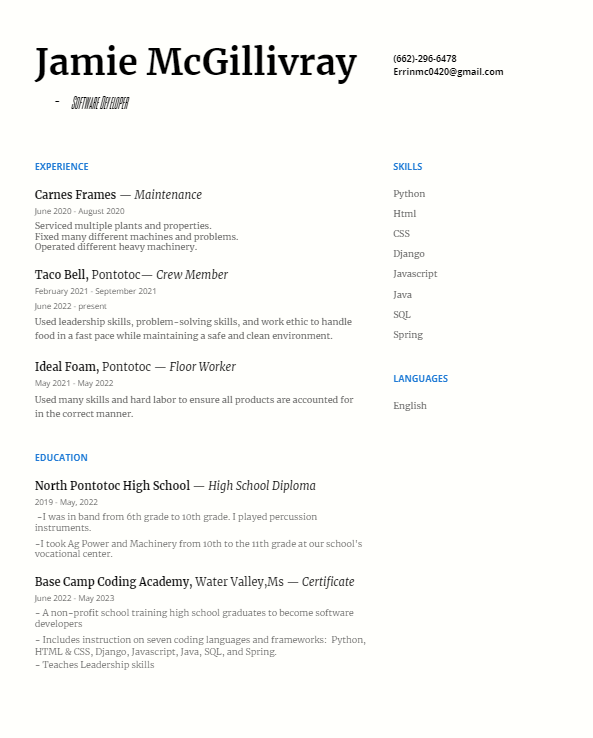 Jamie McGillivray
- Software Developer
(662)-296-6478
Errinmc0420@gmail.com
EXPERIENCE
Carnes Frames — Maintenance
June 2020 - August 2020
Serviced multiple plants and properties.
Fixed many different machines and problems.
Operated different heavy machinery.
Taco Bell, Pontotoc— Crew Member
February 2021 - September 2021
June 2022 - present
Used leadership skills, problem-solving skills, and work ethic to handle
food in a fast pace while maintaining a safe and clean environment.
Ideal Foam, Pontotoc — Floor Worker
May 2021 - May 2022
Used many skills and hard labor to ensure all products are accounted for
in the correct manner.
EDUCATION
North Pontotoc High School — High School Diploma
2019 - May, 2022
-I was in band from 6th grade to 10th grade. I played percussion
instruments.
-I took Ag Power and Machinery from 10th to the 11th grade at our school's
vocational center.
Base Camp Coding Academy, Water Valley,Ms — Certificate
June 2022 - May 2023
- A non-profit school training high school graduates to become software
developers
- Includes instruction on seven coding languages and frameworks: Python,
HTML & CSS, Django, Javascript, Java, SQL, and Spring.
- Teaches Leadership skills
SKILLS
Python
Html
CSS
Django
Javascript
Java
SQL
Spring
LANGUAGES
English